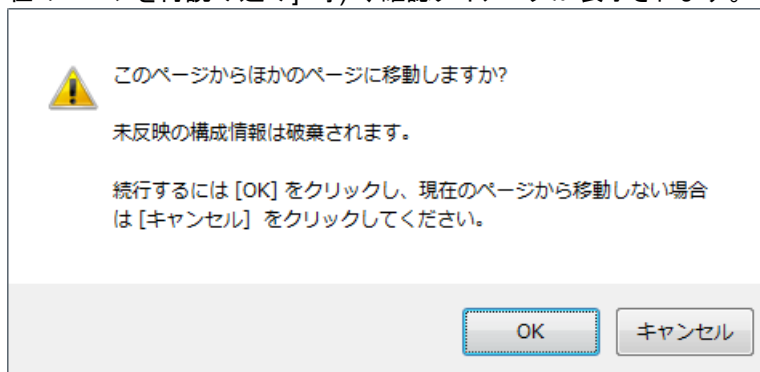 このページからほかのページに移動しますか?
未反映の構成情報は破棄されます。
続行するには [OK] をクリックし、現在のページから移動しない場合
は [キャンセル] をクリックしてください。
OK
キャンセル